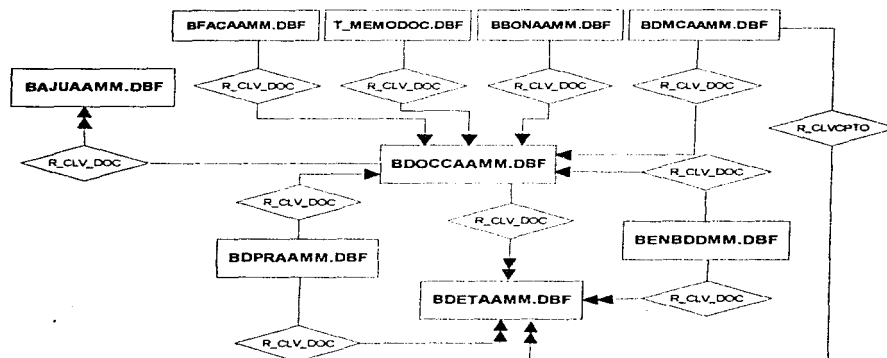 BFACAAMM.DBF T_MEMODOC.DBF BBONAAMM.DBF BDMCAAMM.DBF
R_CLV_DOC R_CLV_DOC R_CLV_DOC R_CLV_DOC
BAJUAAMM.DBF
R_CLVCPTO
R_CLV_DOC BDOCCAAMM.DBF
R_CLV_DOC
R_CLV_DOC
R_CLV_DOC
BENBDDMM.DBF
BDPRAAMM.DBF
BDETAAMM.DBF R_CLV_DOC
R_CLV_DOC